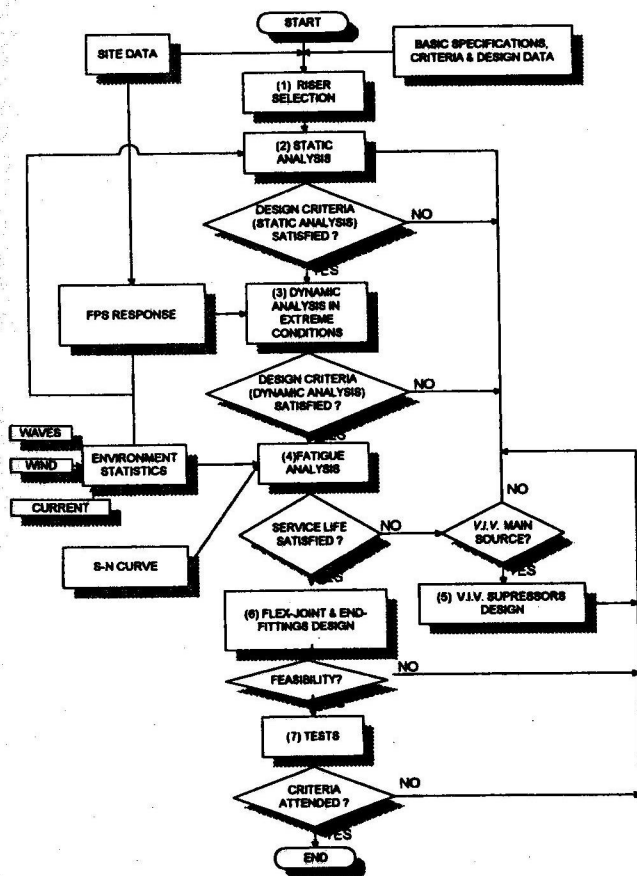 START
SITE DATA
BASIC SPECIFICATIONS,
CRITERIA & DESIGN DATA
(1) RISER
SELECTION
(2) STATIC
ANALYSIS
DESIGN CRITERIA
(STATIC ANALYSIS)
SATISFIED ?
NO
YES
FPS RESPONSE
(3) DYNAMIC
ANALYSIS IN
EXTREME
CONDITIONS
DESIGN CRITERIA
(DYNAMIC ANALYSIS)
SATISFIED ?
NO
YES
WAVES
WIND
CURRENT
ENVIRONMENT
STATISTICS
(4)FATIGUE
ANALYSIS
S-N CURVE
SERVICE LIFE
SATISFIED ?
NO
YES
V.I.V. MAIN
SOURCE?
NO
YES
(5) V.I.V. SUPRESSORS
DESIGN
(6) FLEX-JOINT & END-
FITTINGS DESIGN
FEASIBILITY?
NO
(7) TESTS
CRITERIA
ATTENDED ?
NO
YES
END